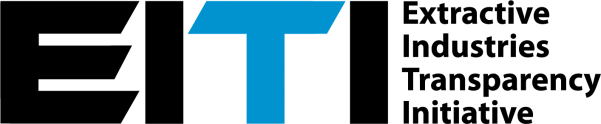 EITI
Extractive
Industries
Transparency
Initiative